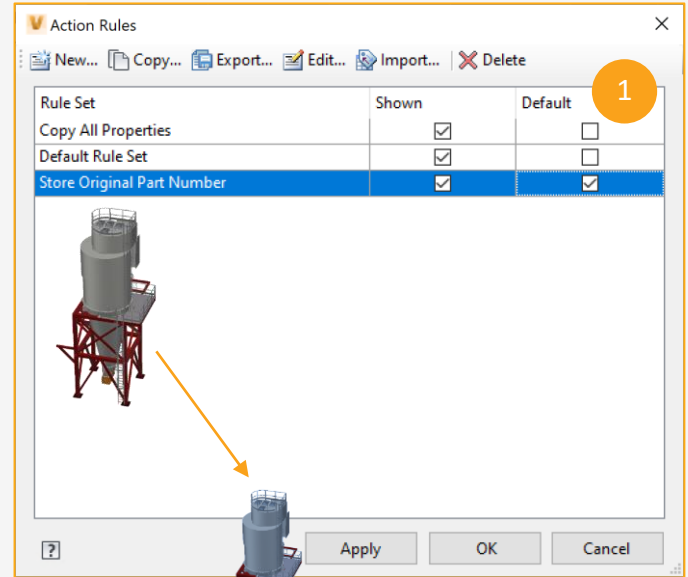 Action Rules
New... Copy... Export... Edit... Import... Delete
1
Rule Set Shown Default
Copy All Properties
Default Rule Set
Store Original Part Number
? Apply OK Cancel